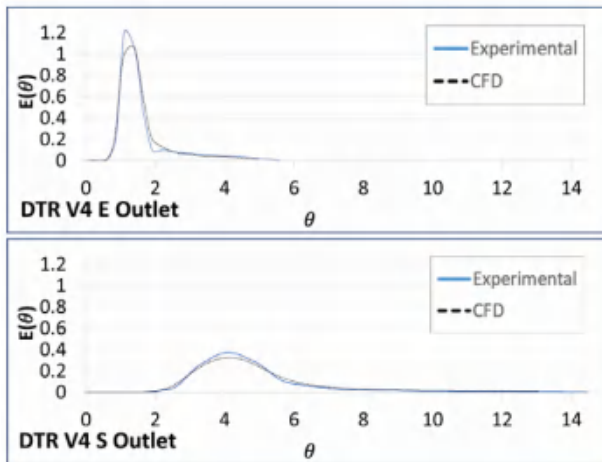 1.2
1
0.8
0.6
0.4
0.2
0
E(θ)
Experimental
CFD
0 2 4 6 8 10 12 14
DTR V4 E Outlet
θ
1.2
1
0.8
0.6
0.4
0.2
0
E(θ)
Experimental
CFD
0 2 4 6 8 10 12 14
DTR V4 S Outlet
θ